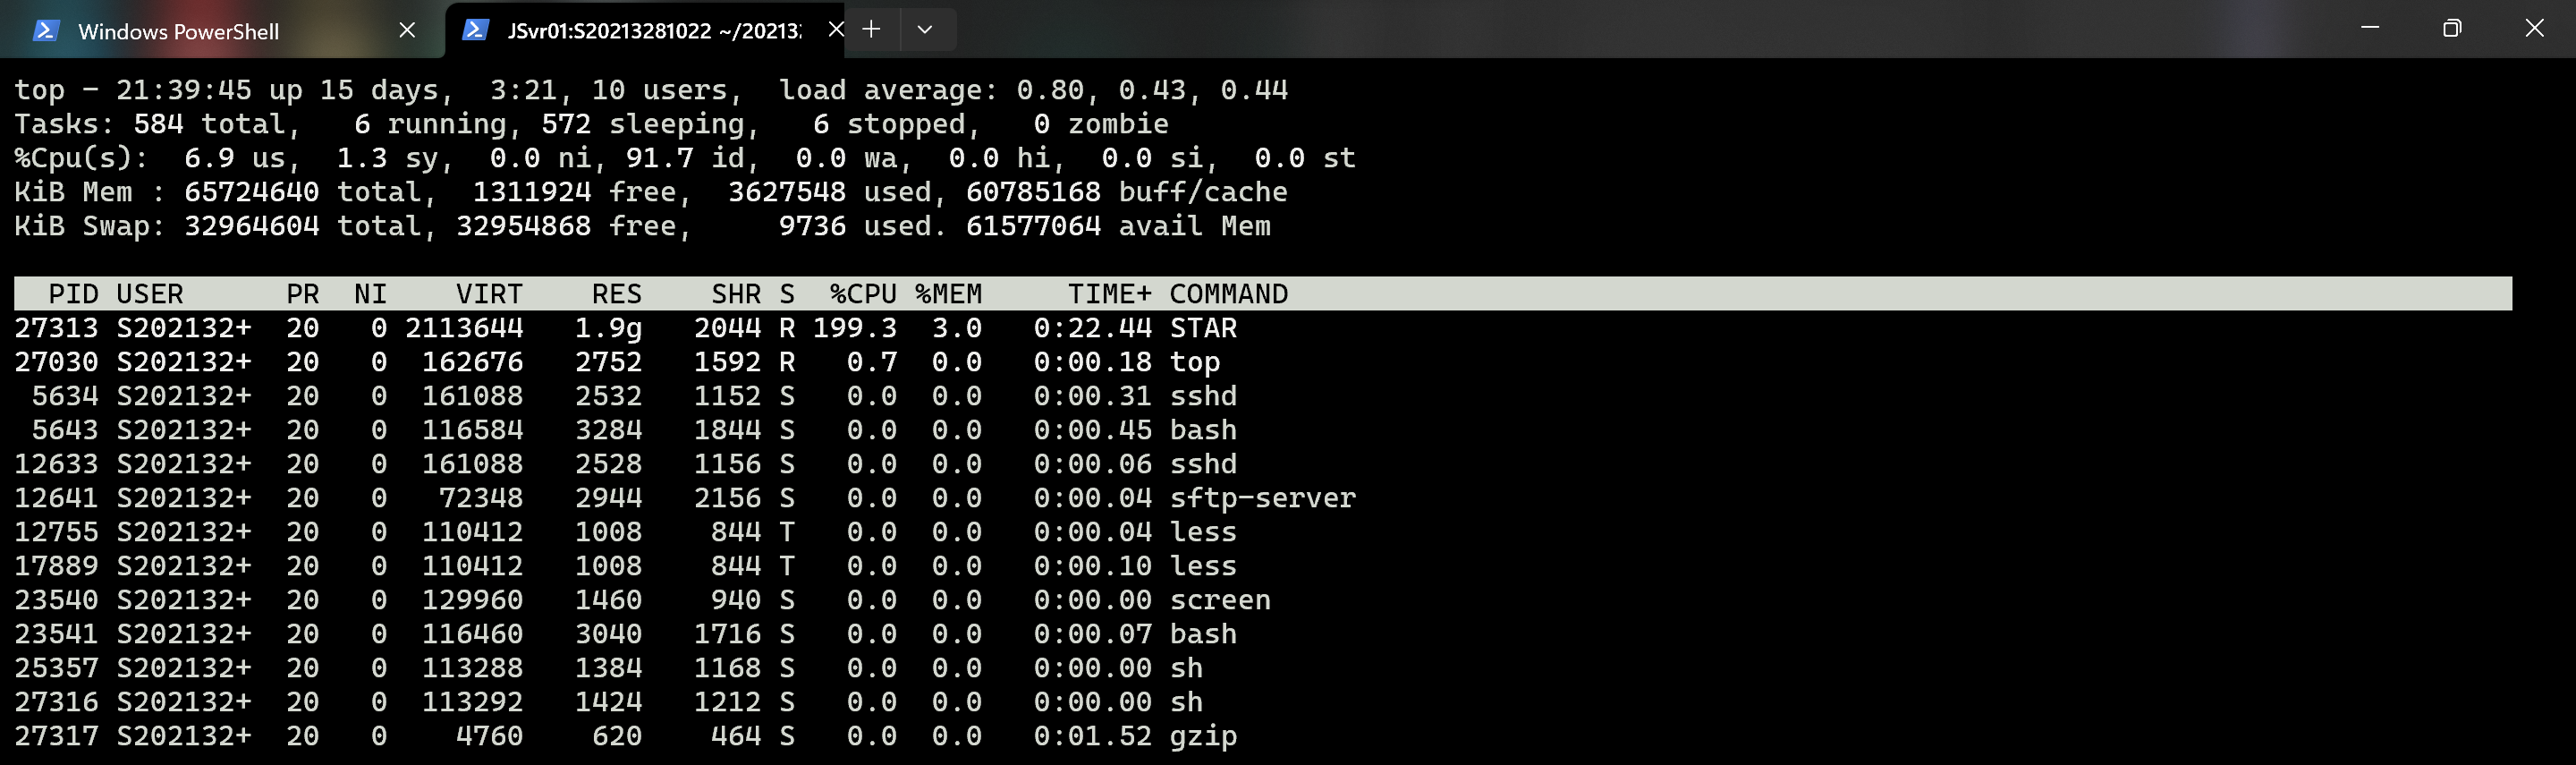 Windows PowerShell
JSvr01:S20213281022 ~/20213
top - 21:39:45 up 15 days,  3:21, 10 users,  load average: 0.80, 0.43, 0.44
Tasks: 584 total,   6 running, 572 sleeping,   6 stopped,   0 zombie
%Cpu(s):  6.9 us,  1.3 sy,  0.0 ni, 91.7 id,  0.0 wa,  0.0 hi,  0.0 si,  0.0 st
KiB Mem : 65724640 total,  1311924 free,  3627548 used, 60785168 buff/cache
KiB Swap: 32964604 total, 32954868 free,     9736 used. 61577064 avail Mem
  PID USER      PR  NI    VIRT    RES    SHR S  %CPU %MEM     TIME+ COMMAND
27313 S202132+  20   0 2113644   1.9g   2044 R 199.3  3.0   0:22.44 STAR
27030 S202132+  20   0  162676   2752   1592 R   0.7  0.0   0:00.18 top
 5634 S202132+  20   0  161088   2532   1152 S   0.0  0.0   0:00.31 sshd
 5643 S202132+  20   0  116584   3284   1844 S   0.0  0.0   0:00.45 bash
12633 S202132+  20   0  161088   2528   1156 S   0.0  0.0   0:00.06 sshd
12641 S202132+  20   0   72348   2944   2156 S   0.0  0.0   0:00.04 sftp-server
12755 S202132+  20   0  110412   1008    844 T   0.0  0.0   0:00.04 less
17889 S202132+  20   0  110412   1008    844 T   0.0  0.0   0:00.10 less
23540 S202132+  20   0  129960   1460    940 S   0.0  0.0   0:00.00 screen
23541 S202132+  20   0  116460   3040   1716 S   0.0  0.0   0:00.07 bash
25357 S202132+  20   0  113288   1384   1168 S   0.0  0.0   0:00.00 sh
27316 S202132+  20   0  113292   1424   1212 S   0.0  0.0   0:00.00 sh
27317 S202132+  20   0    4760    620    464 S   0.0  0.0   0:01.52 gzip